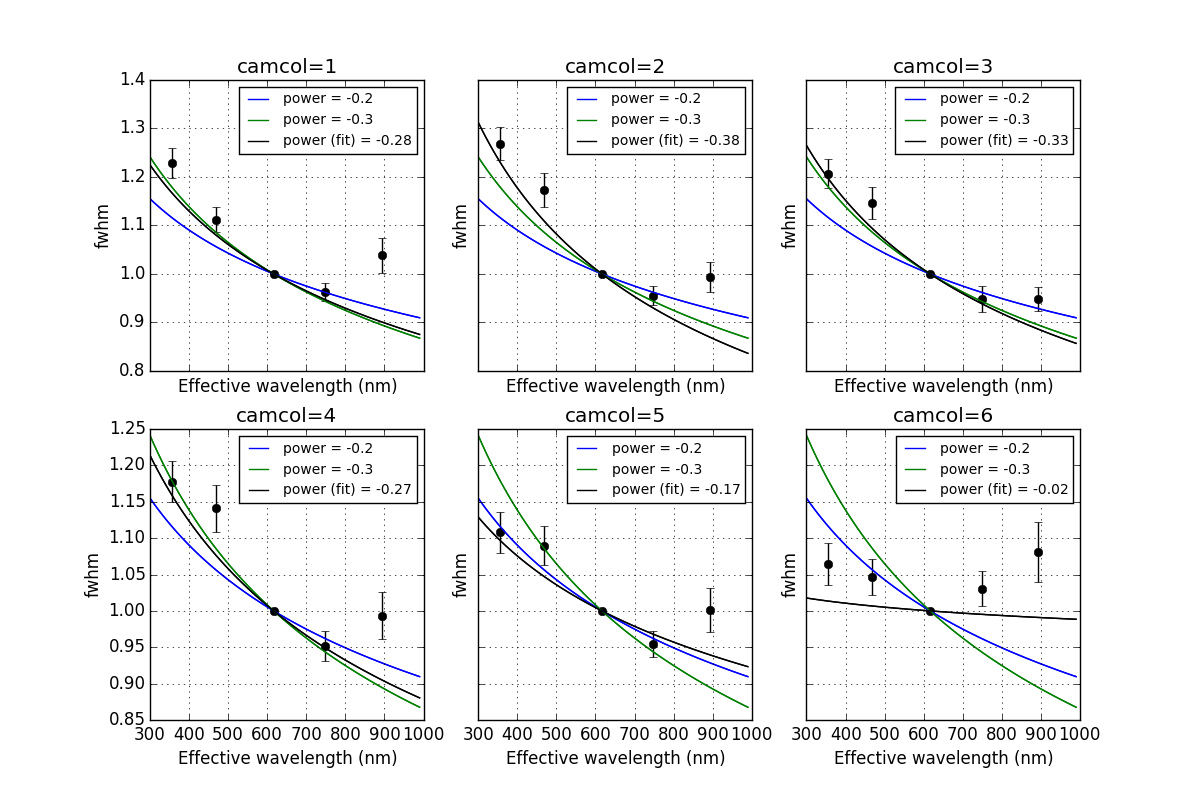 camcol=1
camcol=2
camcol=3
1.4
1.3
1.2
1.1
1.0
0.9
0.8
fwhm
fwhm
fwhm
power = -0.2
power = -0.3
power (fit) = -0.28
power = -0.2
power = -0.3
power (fit) = -0.38
power = -0.2
power = -0.3
power (fit) = -0.33
Effective wavelength (nm)
Effective wavelength (nm)
Effective wavelength (nm)
camcol=4
camcol=5
camcol=6
1.25
1.20
1.15
1.10
1.05
1.00
0.95
0.90
0.85
fwhm
fwhm
fwhm
power = -0.2
power = -0.3
power (fit) = -0.27
power = -0.2
power = -0.3
power (fit) = -0.17
power = -0.2
power = -0.3
power (fit) = -0.02
300 400 500 600 700 800 900 1000
300 400 500 600 700 800 900 1000
300 400 500 600 700 800 900 1000
Effective wavelength (nm)
Effective wavelength (nm)
Effective wavelength (nm)